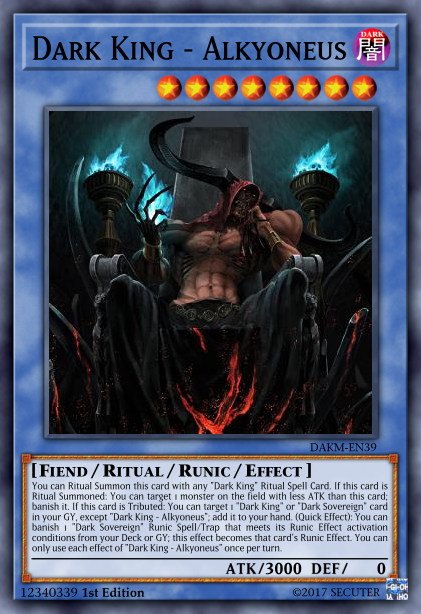 Dark King - Alkyoneus
DARK
闇
DAKM-EN39
[Fiend / Ritual / Runic / Effect ]
You can Ritual Summon this card with any "Dark King" Ritual Spell Card. If this card is
Ritual Summoned: You can target 1 monster on the field with less ATK than this card;
banish it. If this card is Tributed: You can target 1 "Dark King" or "Dark Sovereign" card
in your GY, except "Dark King - Alkyoneus"; add it to your hand. (Quick Effect): You can
banish 1 "Dark Sovereign" Runic Spell/Trap that meets its Runic Effect activation
conditions from your Deck or GY; this effect becomes that card's Runic Effect. You can
only use each effect of "Dark King - Alkyoneus" once per turn.
ATK/3000 DEF/ 0
12340339 1st Edition ©2017 SECUTER